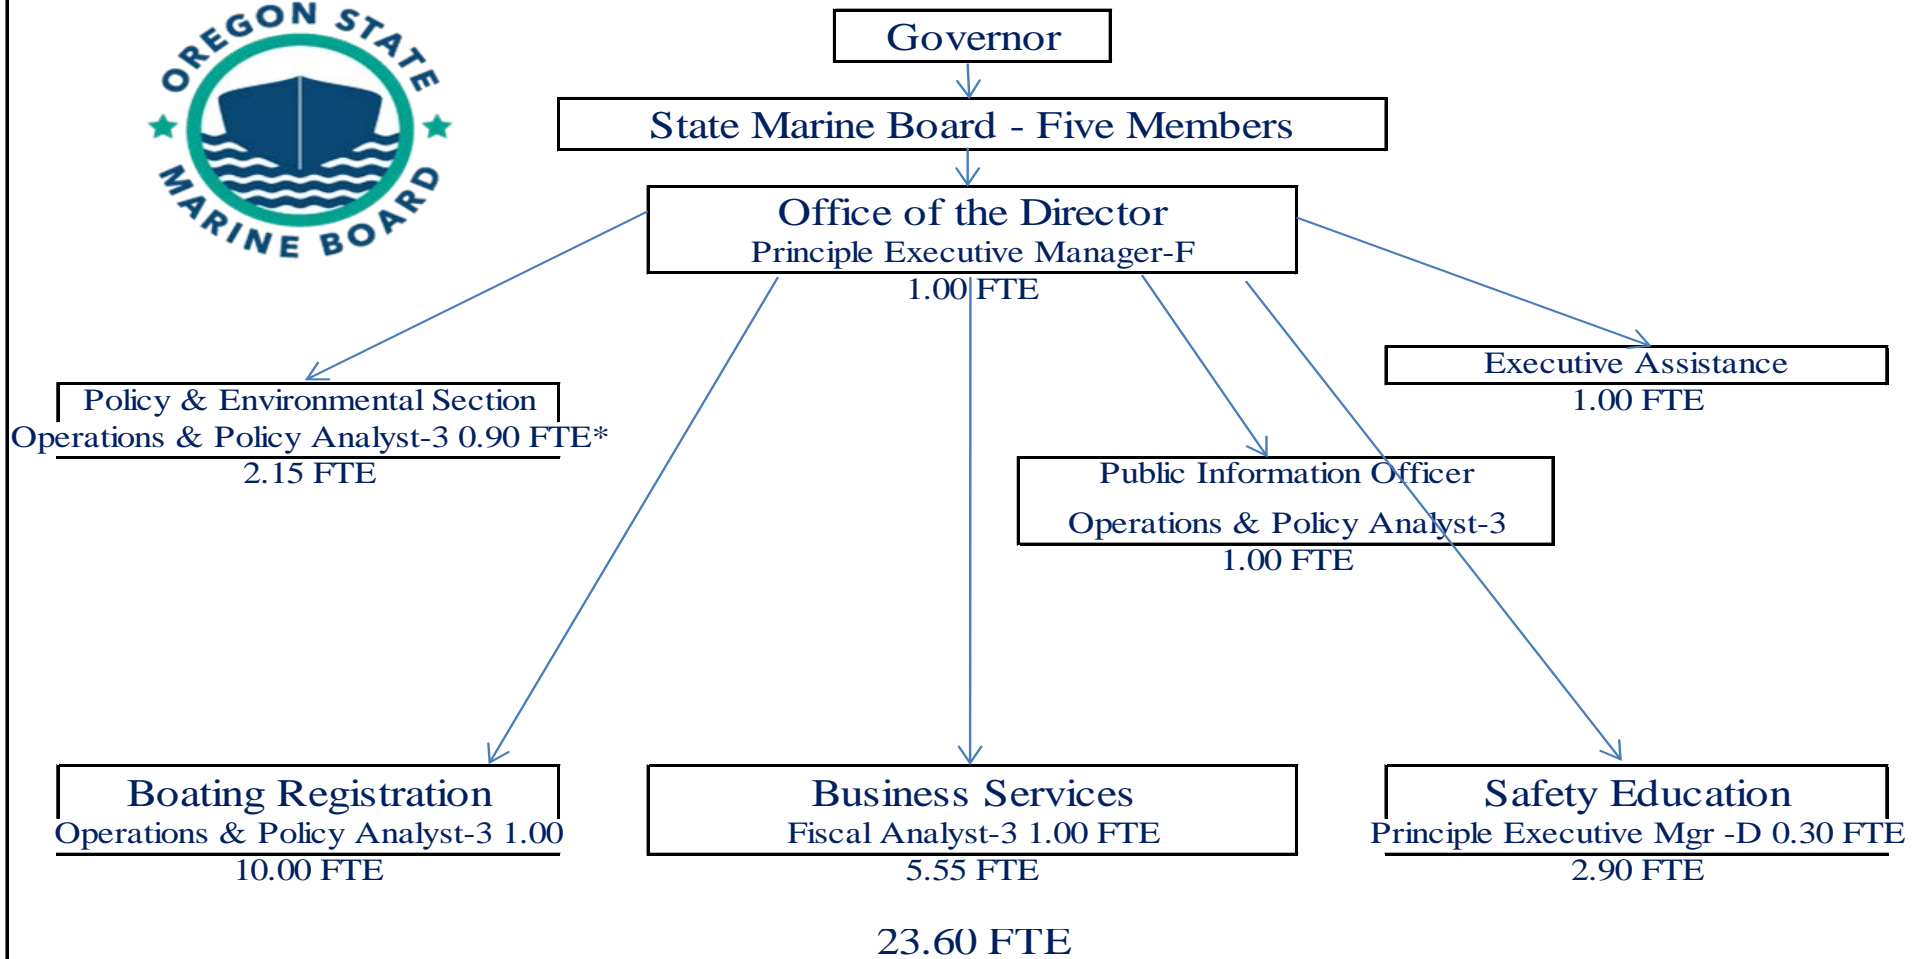 OREGON STATE
MARINE BOARD
Governor
State Marine Board - Five Members
Office of the Director
Principle Executive Manager-F
1.00 FTE
Executive Assistance
1.00 FTE
Policy & Environmental Section
Operations & Policy Analyst-3 0.90 FTE*
2.15 FTE
Public Information Officer
Operations & Policy Analyst-3
1.00 FTE
Boating Registration
Operations & Policy Analyst-3 1.00
10.00 FTE
Business Services
Fiscal Analyst-3 1.00 FTE
5.55 FTE
Safety Education
Principle Executive Mgr -D 0.30 FTE
2.90 FTE
23.60 FTE